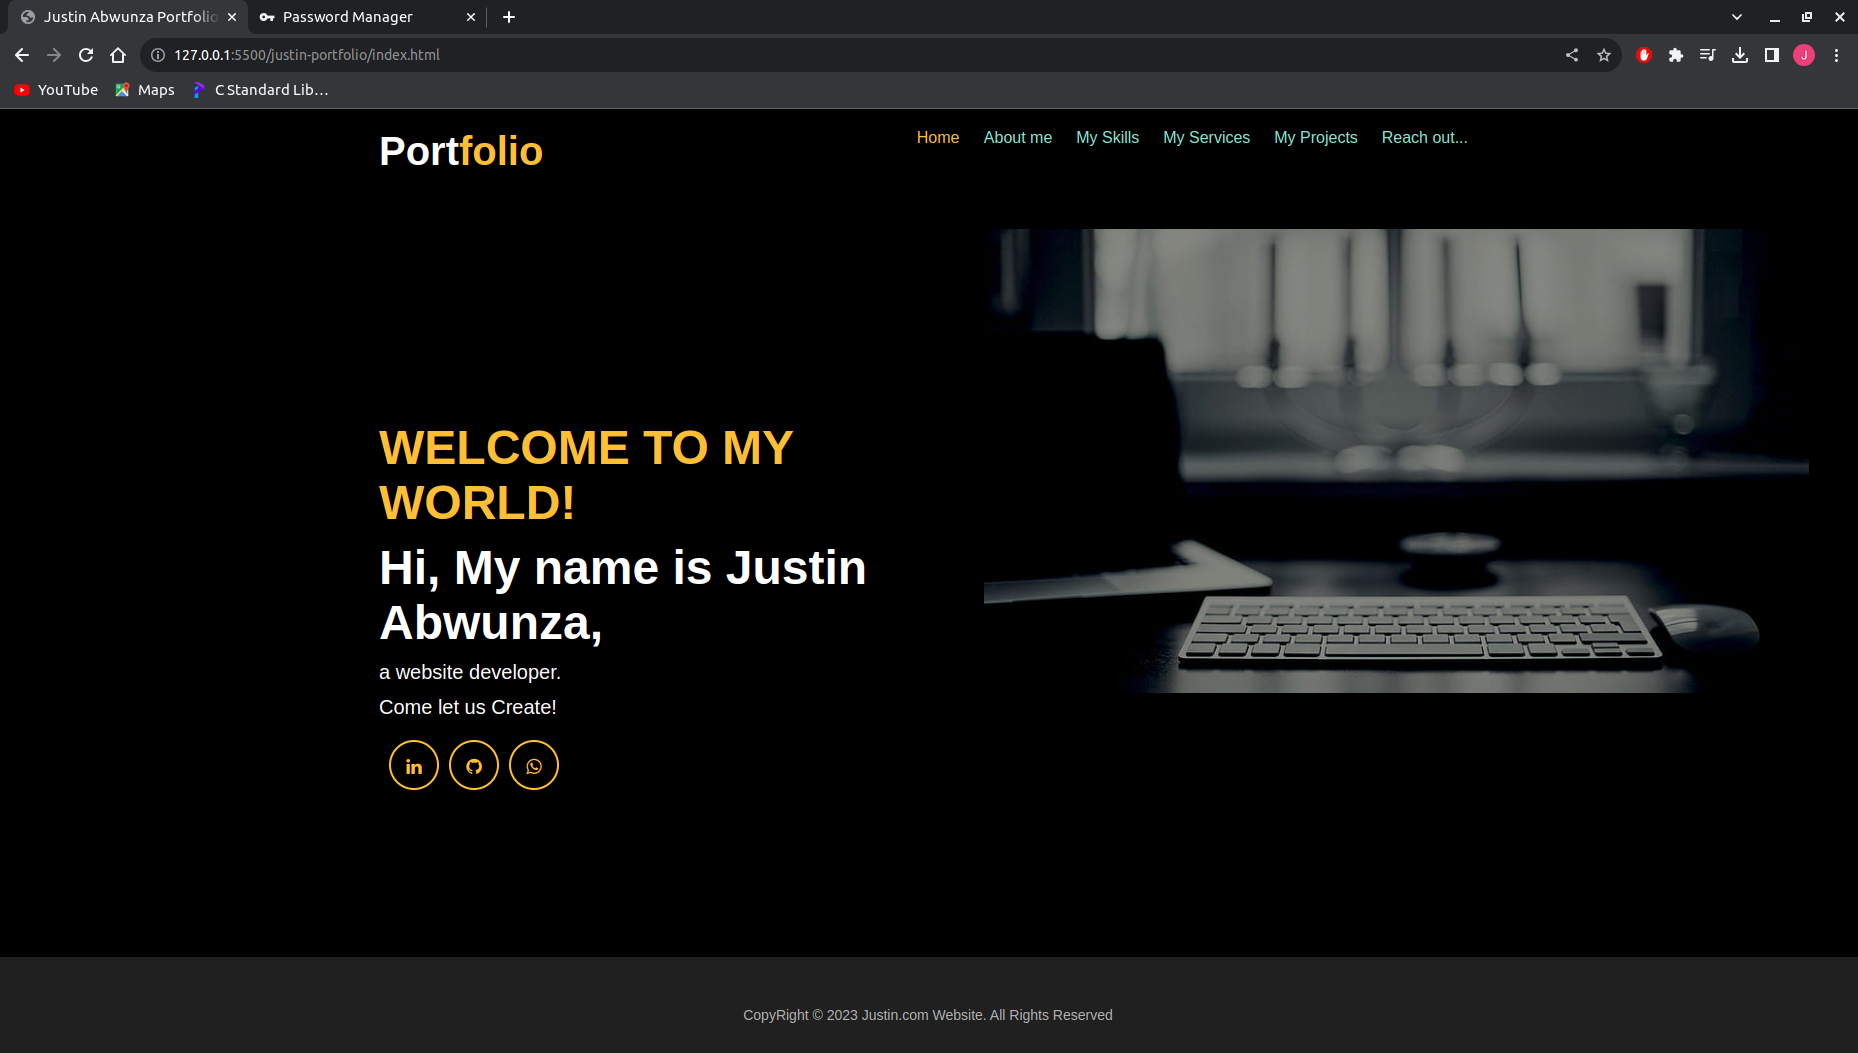 Justin Abwunza Portfolio
Password Manager
127.0.0.1:5500/justin-portfolio/index.html
J
YouTube
Maps
C Standard Lib...
Portfolio
Home
About me
My Skills
My Services
My Projects
Reach out...
WELCOME TO MY
WORLD!
Hi, My name is Justin
Abwunza,
a website developer.
Come let us Create!
in
CopyRight © 2023 Justin.com Website. All Rights Reserved